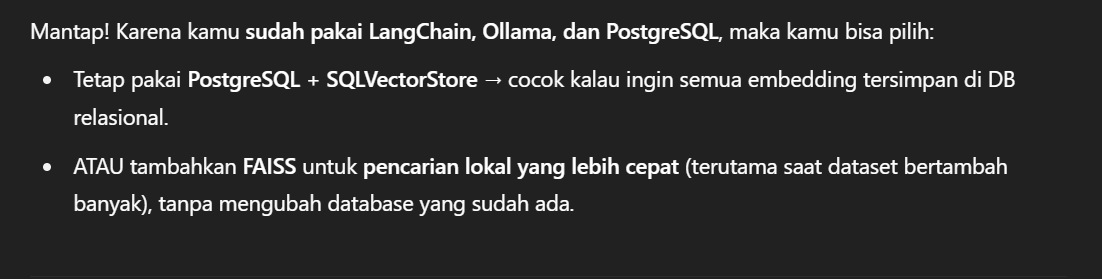 Mantap! Karena kamu sudah pakai LangChain, Ollama, dan PostgreSQL, maka kamu bisa pilih:
• Tetap pakai PostgreSQL + SQLVectorStore → cocok kalau ingin semua embedding tersimpan di DB
relasional.
• ATAU tambahkan FAISS untuk pencarian lokal yang lebih cepat (terutama saat dataset bertambah
banyak), tanpa mengubah database yang sudah ada.